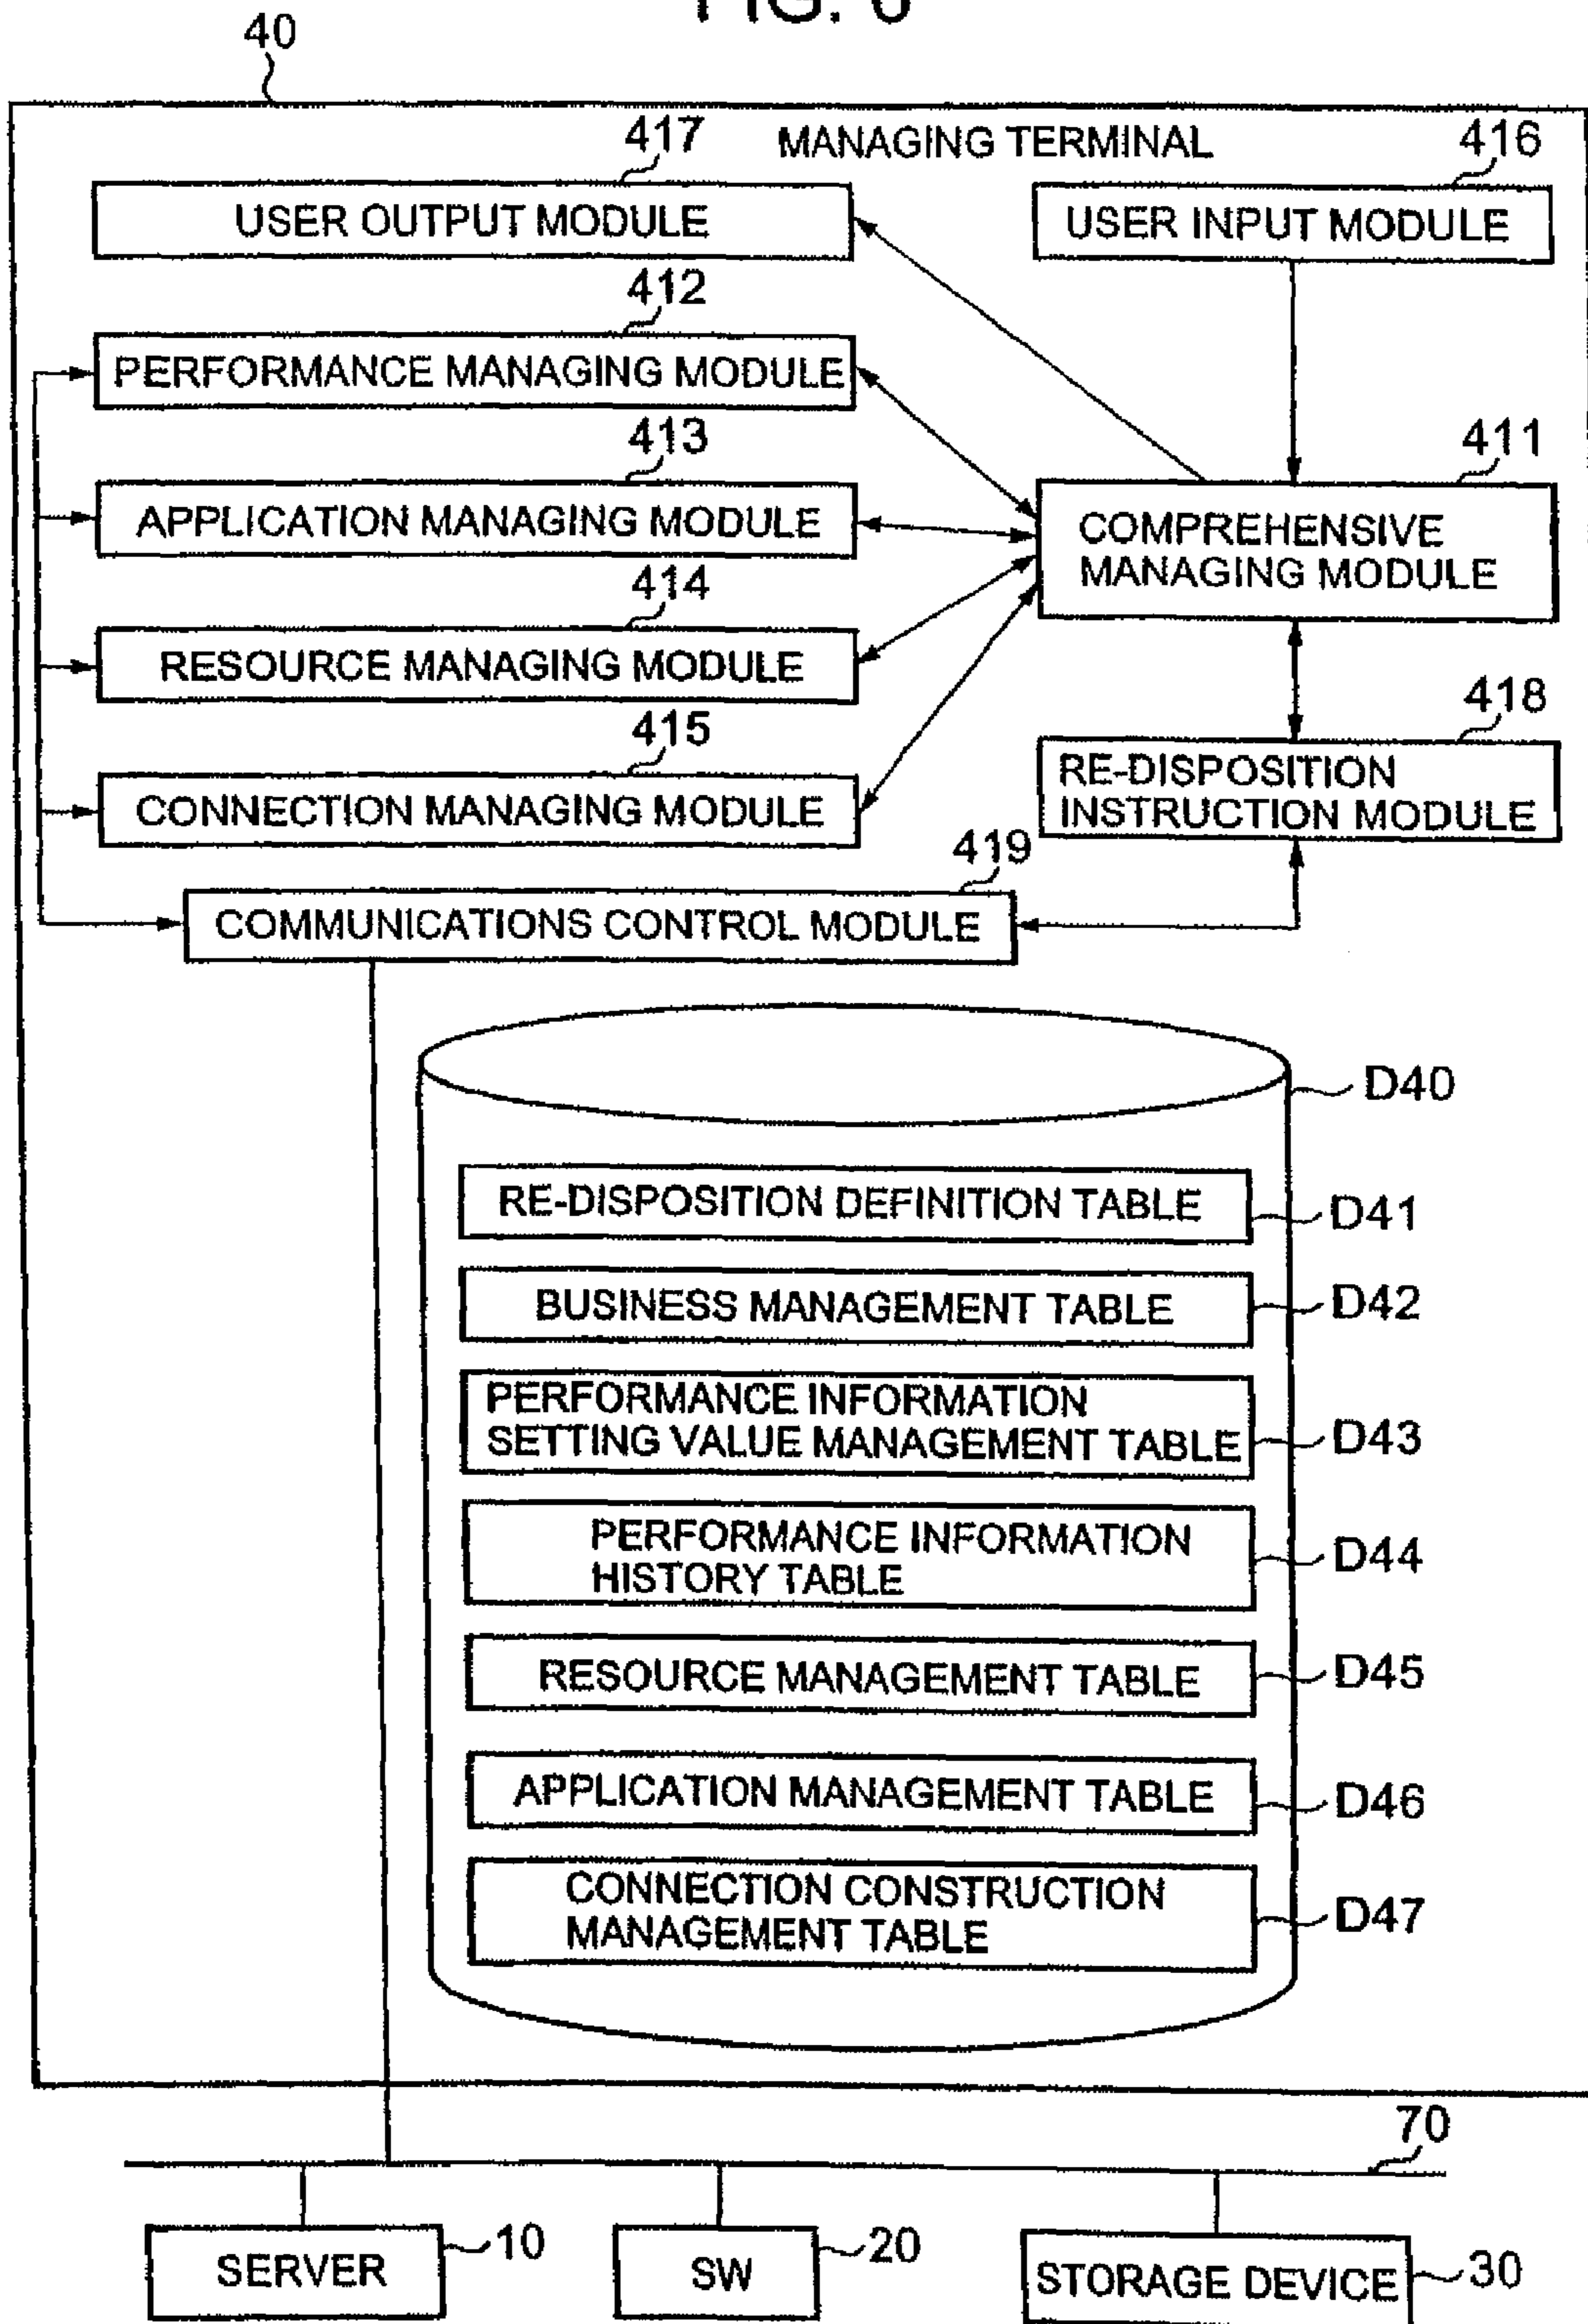 FIG. 6
40
MANAGING TERMINAL
417
416
USER OUTPUT MODULE
USER INPUT MODULE
412
PERFORMANCE MANAGING MODULE
413
411
APPLICATION MANAGING MODULE
COMPREHENSIVE
MANAGING MODULE
414
RESOURCE MANAGING MODULE
418
415
RE-DISPOSITION
INSTRUCTION MODULE
CONNECTION MANAGING MODULE
419
COMMUNICATIONS CONTROL MODULE
D40
RE-DISPOSITION DEFINITION TABLE
D41
BUSINESS MANAGEMENT TABLE
D42
PERFORMANCE INFORMATION
SETTING VALUE MANAGEMENT TABLE
D43
PERFORMANCE INFORMATION
HISTORY TABLE
D44
RESOURCE MANAGEMENT TABLE
D45
APPLICATION MANAGEMENT TABLE
D46
CONNECTION CONSTRUCTION
MANAGEMENT TABLE
D47
70
SERVER
10
SW
20
STORAGE DEVICE
30